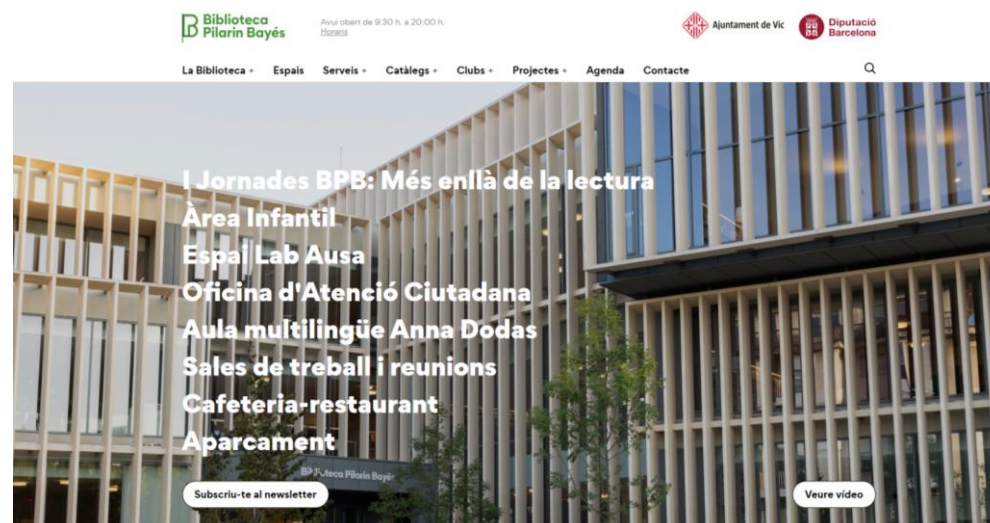 Biblioteca
Pilarin Bayés
Avui obert de 9:30 h. a 20:00 h.
Horaris
Ajuntament de Vic
Diputació
Barcelona
La Biblioteca +
Espais
Serveis +
Catàlegs +
Clubs +
Projectes +
Agenda
Contacte
I Jornades BPB: Més enllà de la lectura
Àrea Infantil
Espai Lab Ausa
Oficina d'Atenció Ciutadana
Aula multilingüe Anna Dodas
Sales de treball i reunions
Cafeteria-restaurant
Aparcament
Biblioteca Pilarin Bayés
Subscriu-te al newsletter
Veure vídeo